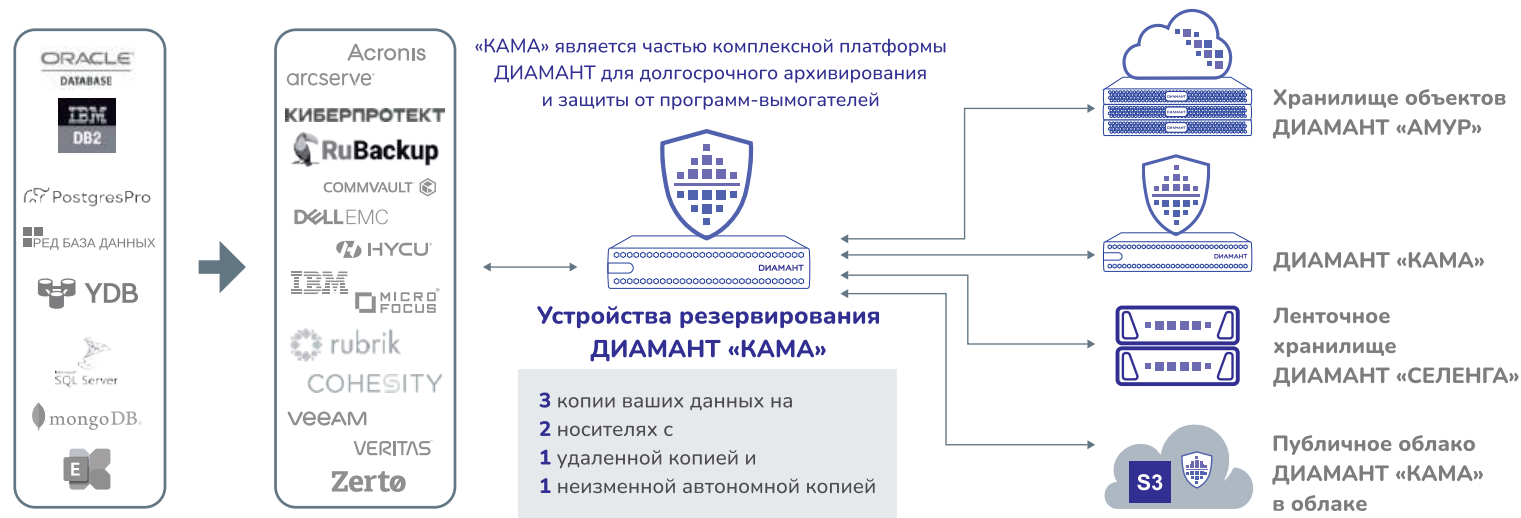 ORACLE
DATABASE
IBM
DB2
PostgresPro
РЕД БАЗА ДАННЫХ
YDB
Microsoft
SQL Server
mongoDB.
E
Acronis
arcserve
КИБЕРПРОТЕКТ
RuBackup
COMMVAULT
DELLEMC
HYCU
IBM
MICRO
FOCUS
rubrik
COHESITY
veeAM
VERITAS
Zerto
«КАМА» является частью комплексной платформы
ДИАМАНТ для долгосрочного архивирования
и защиты от программ-вымогателей
ДИАМАНТ
Устройства резервирования
ДИАМАНТ «КАМА»
3 копии ваших данных на
2 носителях с
1 удаленной копией и
1 неизменной автономной копией
ДИАМАНТ
ДИАМАНТ
ДИАМАНТ
Хранилище объектов
ДИАМАНТ «АМУР»
ДИАМАНТ
ДИАМАНТ «КАМА»
Ленточное
хранилище
ДИАМАНТ «СЕЛЕНГА»
S3
Публичное облако
ДИАМАНТ «КАМА»
в облаке